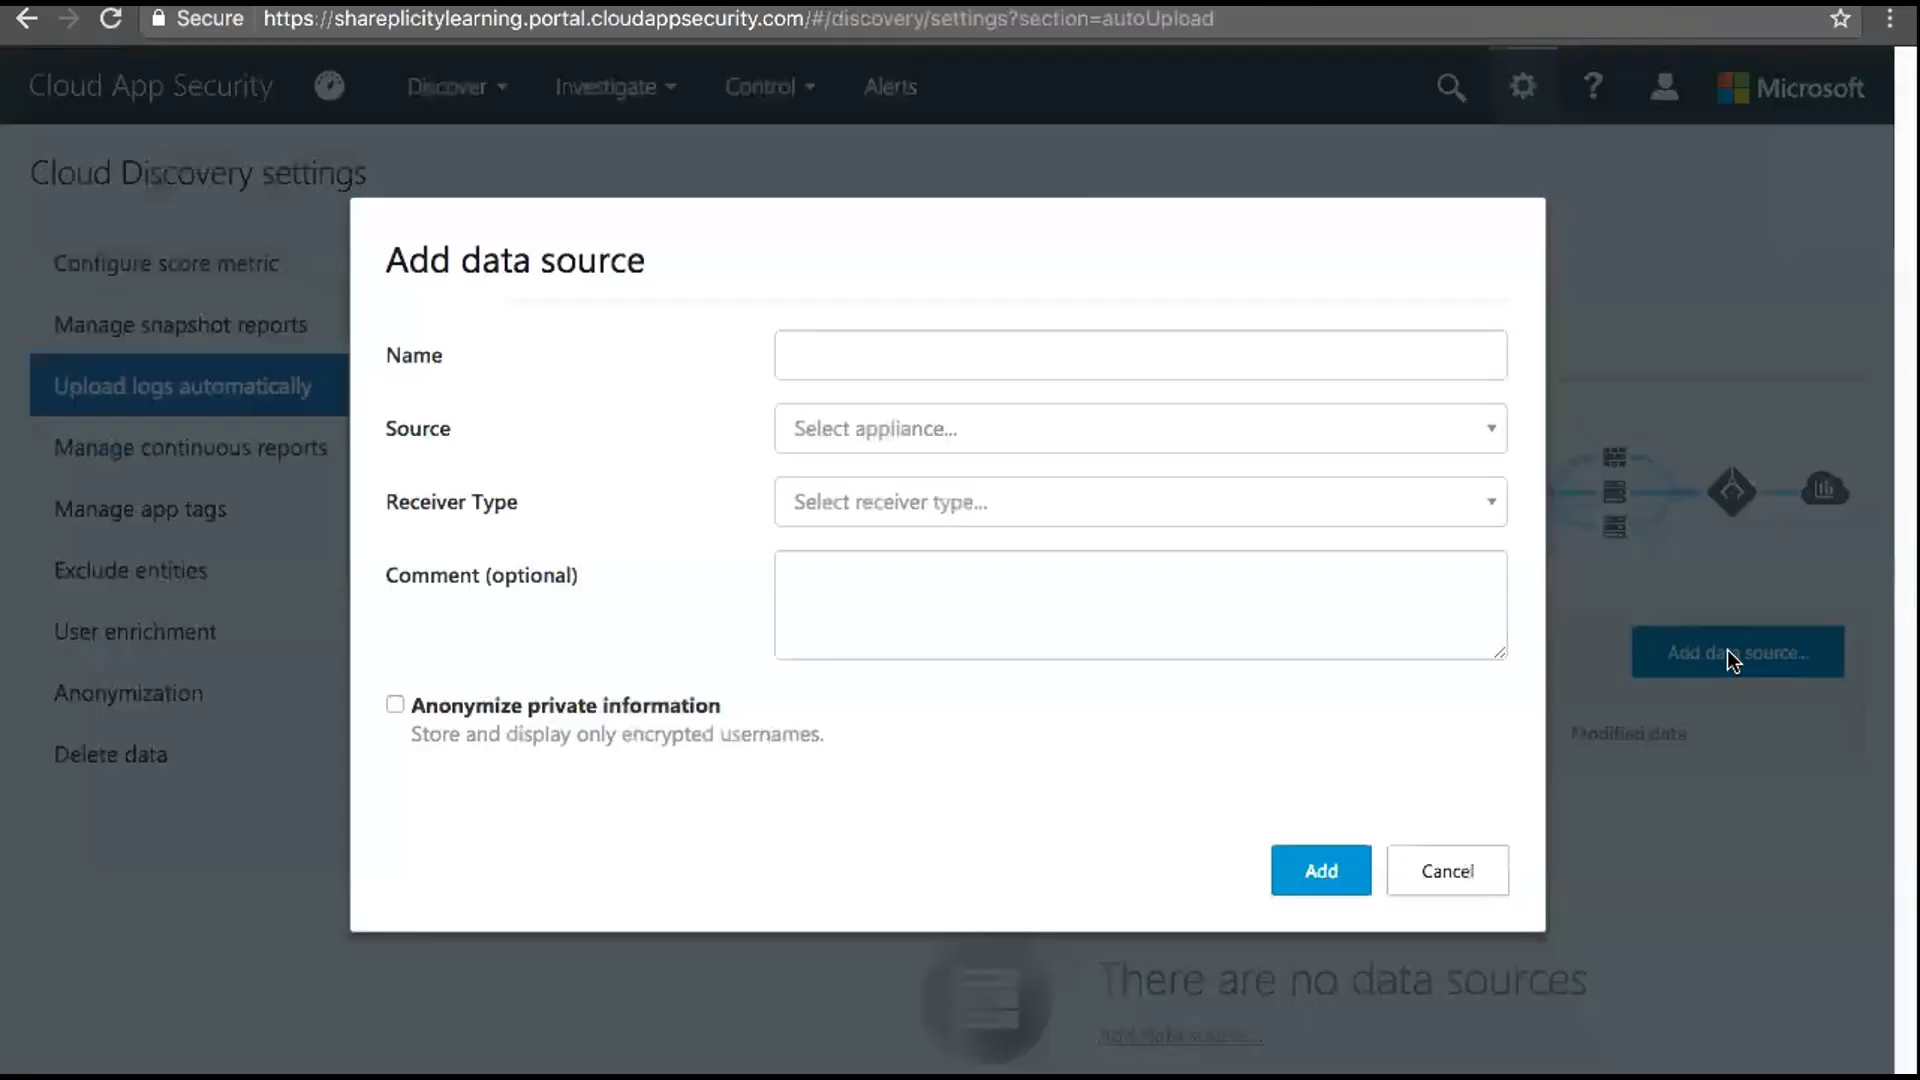 Secure https://shareplicitylearning.portal.cloudappsecurity.com/#/discovery/settings?section=autoUpload
Cloud App Security Discover Investigate Control Alerts ? Microsoft
Cloud Discovery settings
Configure score metric
Manage snapshot reports
Upload logs automatically
Manage continuous reports
Manage app tags
Exclude entities
User enrichment
Anonymization
Delete data
Add data source
Name
Source Select appliance...
Receiver Type Select receiver type...
Comment (optional)
Anonymize private information
Store and display only encrypted usernames.
Add Cancel
Add data source...
Modified data
There are no data sources
Add data source...